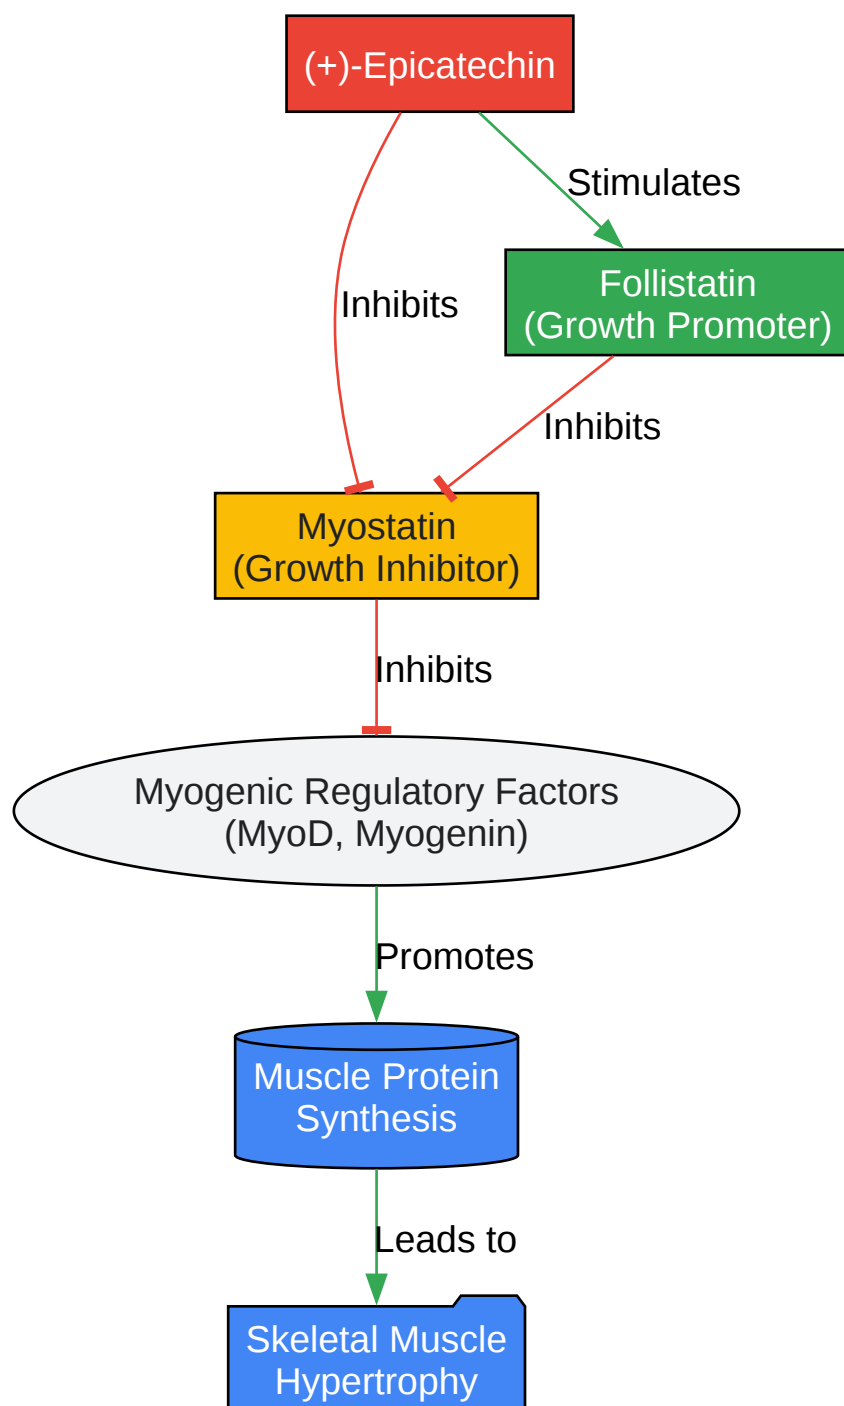 (+)-Epicatechin
Stimulates
Follistatin
(Growth Promoter)
Inhibits
Inhibits
Myostatin
(Growth Inhibitor)
Inhibits
Myogenic Regulatory Factors
(MyoD, Myogenin)
Promotes
Muscle Protein
Synthesis
Leads to
Skeletal Muscle
Hypertrophy